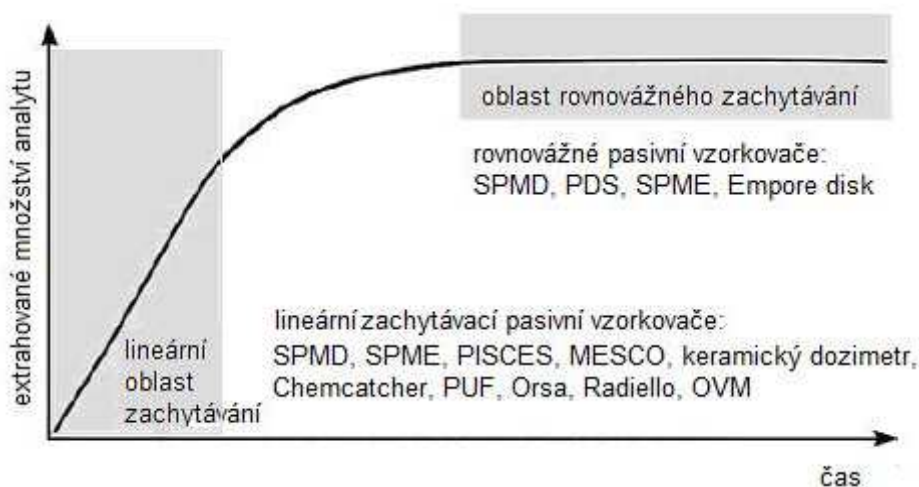 extrahované množství analytu
oblast rovnovážného zachytávání
rovnovážné pasivní vzorkovače:
SPMD, PDS, SPME, Empore disk
lineární zachytávací pasivní vzorkovače:
SPMD, SPME, PISCES, MESCO, keramický dozimetr,
Chemcatcher, PUF, Orsa, Radiello, OVM
lineární
oblast
zachytávání
čas